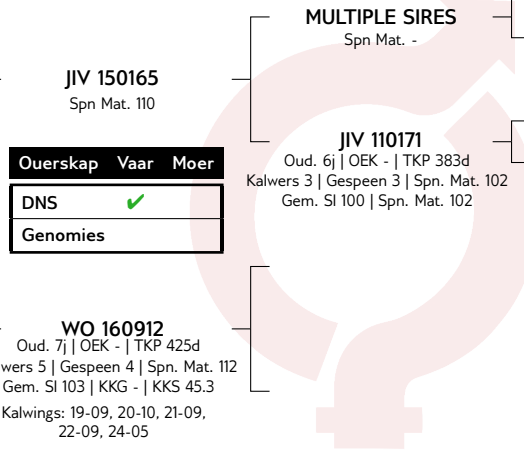 MULTIPLE SIRES
Spn Mat. -
JIV 150165
Spn Mat. 110
JIV 110171
Oud. 6j | OEK - | TKP 383d
Kalwers 3 | Gespeen 3 | Spn. Mat. 102
Gem. SI 100 | Spn. Mat. 102
Ouerskap Vaar Moer
DNS ✔
Genomies
WO 160912
Oud. 7j | OEK - | TKP 425d
wers 5 | Gespeen 4 | Spn. Mat. 112
Gem. SI 103 | KKG - | KKS 45.3
Kalwings: 19-09, 20-10, 21-09,
22-09, 24-05